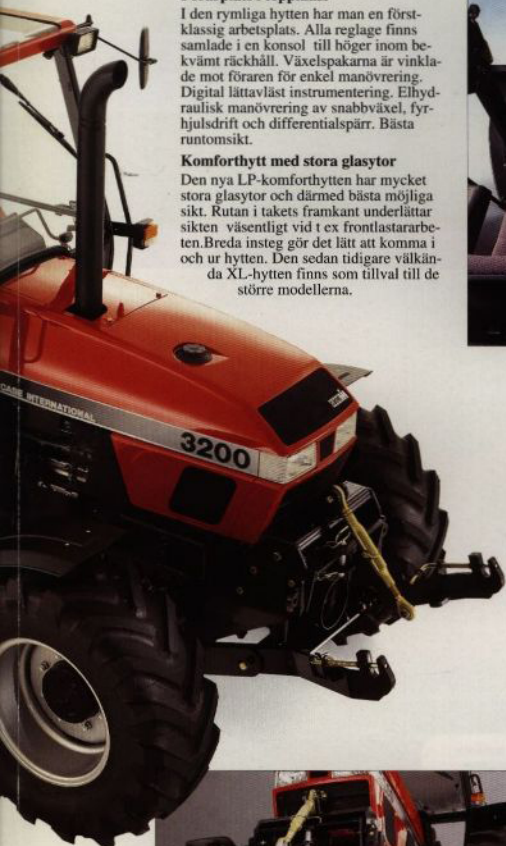 I den rymliga hytten har man en först-
klassig arbetsplats. Alla reglage finns
samlade i en konsol till höger inom be-
kvämt räckhåll. Växelspakarna är vinkla-
de mot föraren för enkel manövrering.
Digital lättavläst instrumentering. Elhyd-
raulisk manövrering av snabbväxel, fyr-
hjulsdrift och differentialspärr. Bästa
runtomsikt.
Komforthytt med stora glasytor
Den nya LP-komforthytten har mycket
stora glasytor och därmed bästa möjliga
sikt. Rutan i takets framkant underlättar
sikten väsentligt vid t ex frontlastararbe-
ten.Breda insteg gör det lätt att komma i
och ur hytten. Den sedan tidigare välkän-
da XL-hytten finns som tillval till de
större modellerna.
CASE INTERNATIONAL
3200